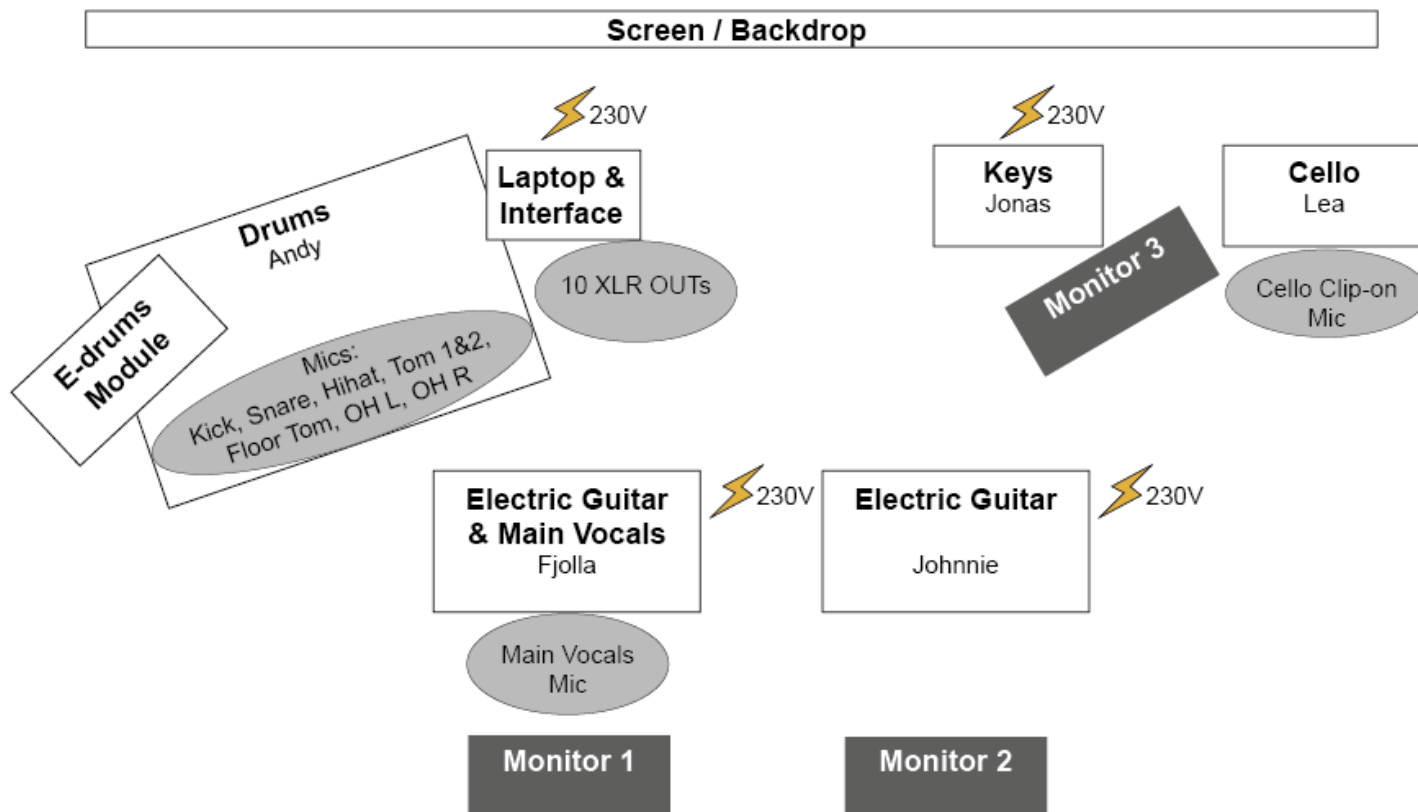 Screen / Backdrop
230V
230V
Laptop &
Interface
Keys
Jonas
Cello
Lea
Drums
Andy
10 XLR OUTs
Monitor 3
Cello Clip-on
Mic
E-drums
Module
Mics:
Kick, Snare, Hihat, Tom 1&2,
Floor Tom, OH L, OH R
Electric Guitar
& Main Vocals
Fjolla
230V
Electric Guitar
Johnnie
230V
Main Vocals
Mic
Monitor 1
Monitor 2